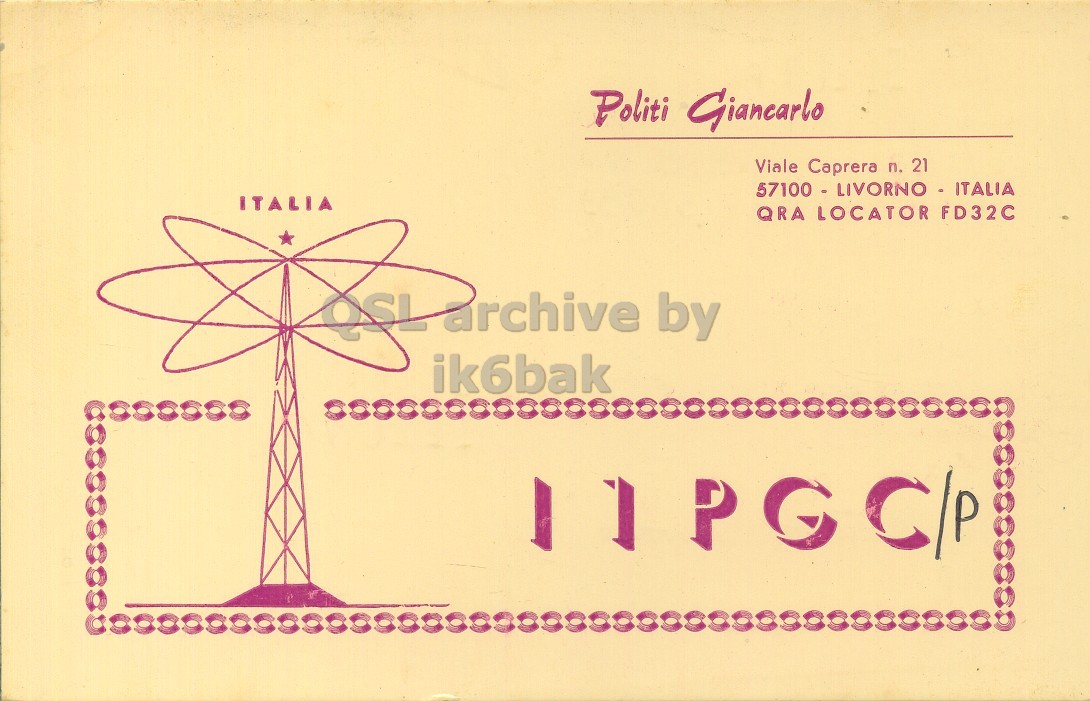 Politi Giancarlo
Viale Caprera n. 21
57100 - LIVORNO - ITALIA
QRA LOCATOR FD32C
ITALIA
QSL archive by
ik6bak
I1PGC/P